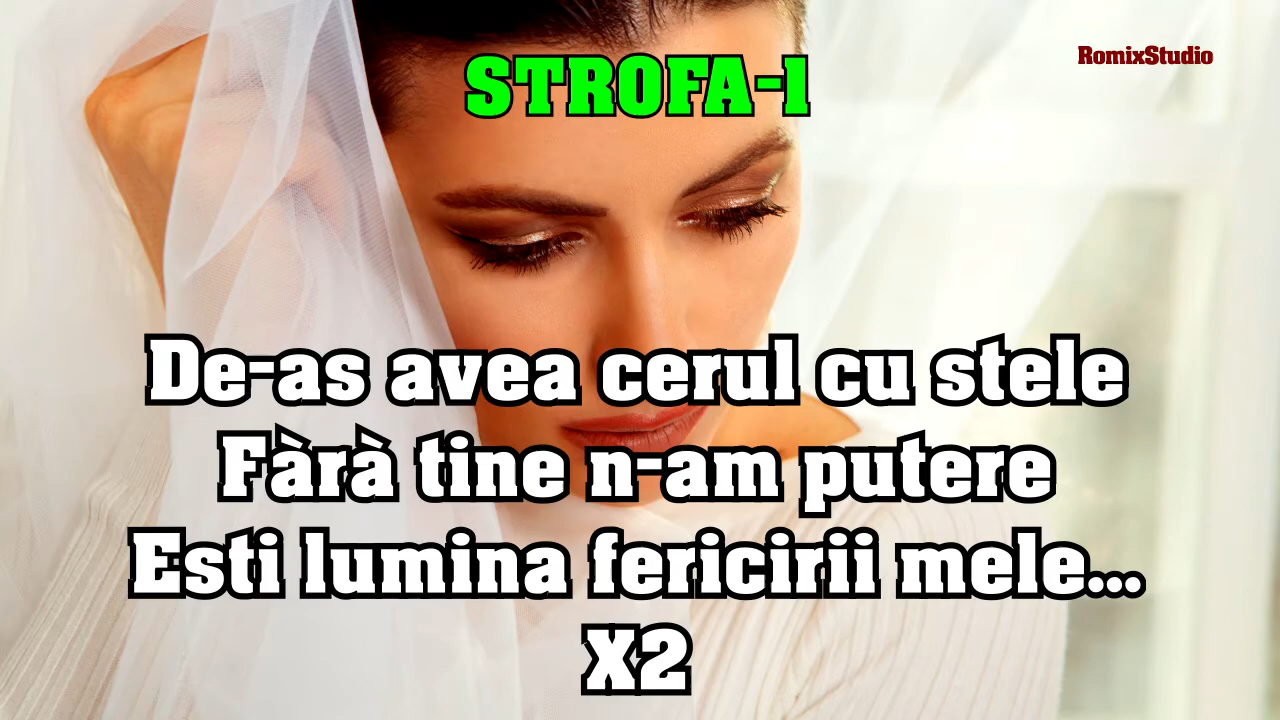 STROFA-1
RomixStudio
De-as avea cerul cu stele
Fàrà tine n-am putere
Esti lumina fericirii mele...
X2